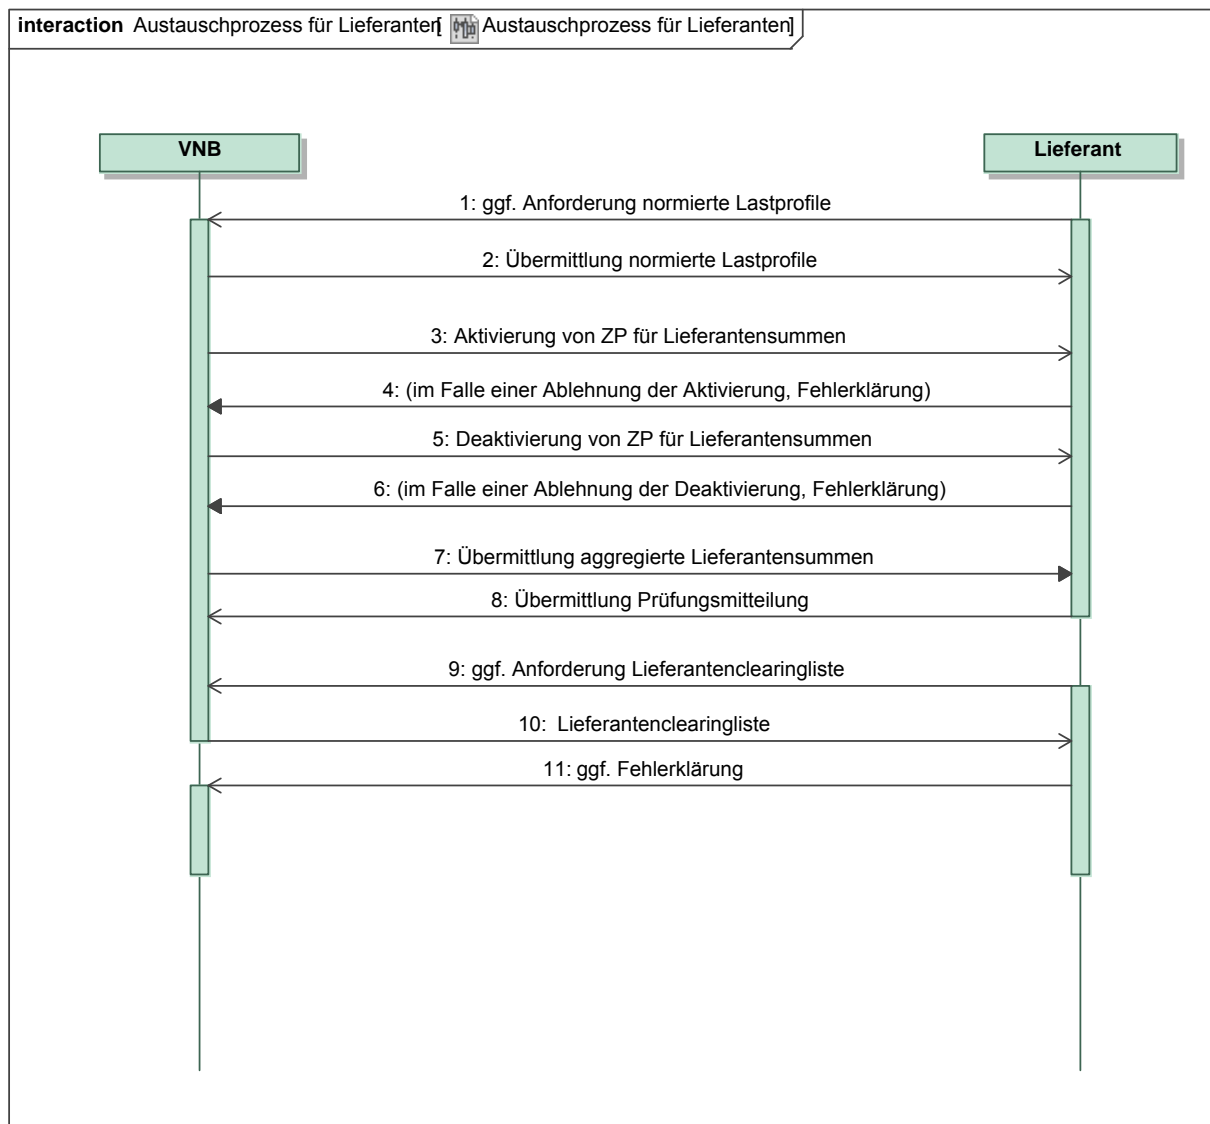 interaction Austauschprozess für Lieferanten[ Austauschprozess für Lieferanten]
VNB
Lieferant
1: ggf. Anforderung normierte Lastprofile
2: Übermittlung normierte Lastprofile
3: Aktivierung von ZP für Lieferantensummen
4: (im Falle einer Ablehnung der Aktivierung, Fehlerklärung)
5: Deaktivierung von ZP für Lieferantensummen
6: (im Falle einer Ablehnung der Deaktivierung, Fehlerklärung)
7: Übermittlung aggregierte Lieferantensummen
8: Übermittlung Prüfungsmitteilung
9: ggf. Anforderung Lieferantenclearingliste
10: Lieferantenclearingliste
11: ggf. Fehlerklärung